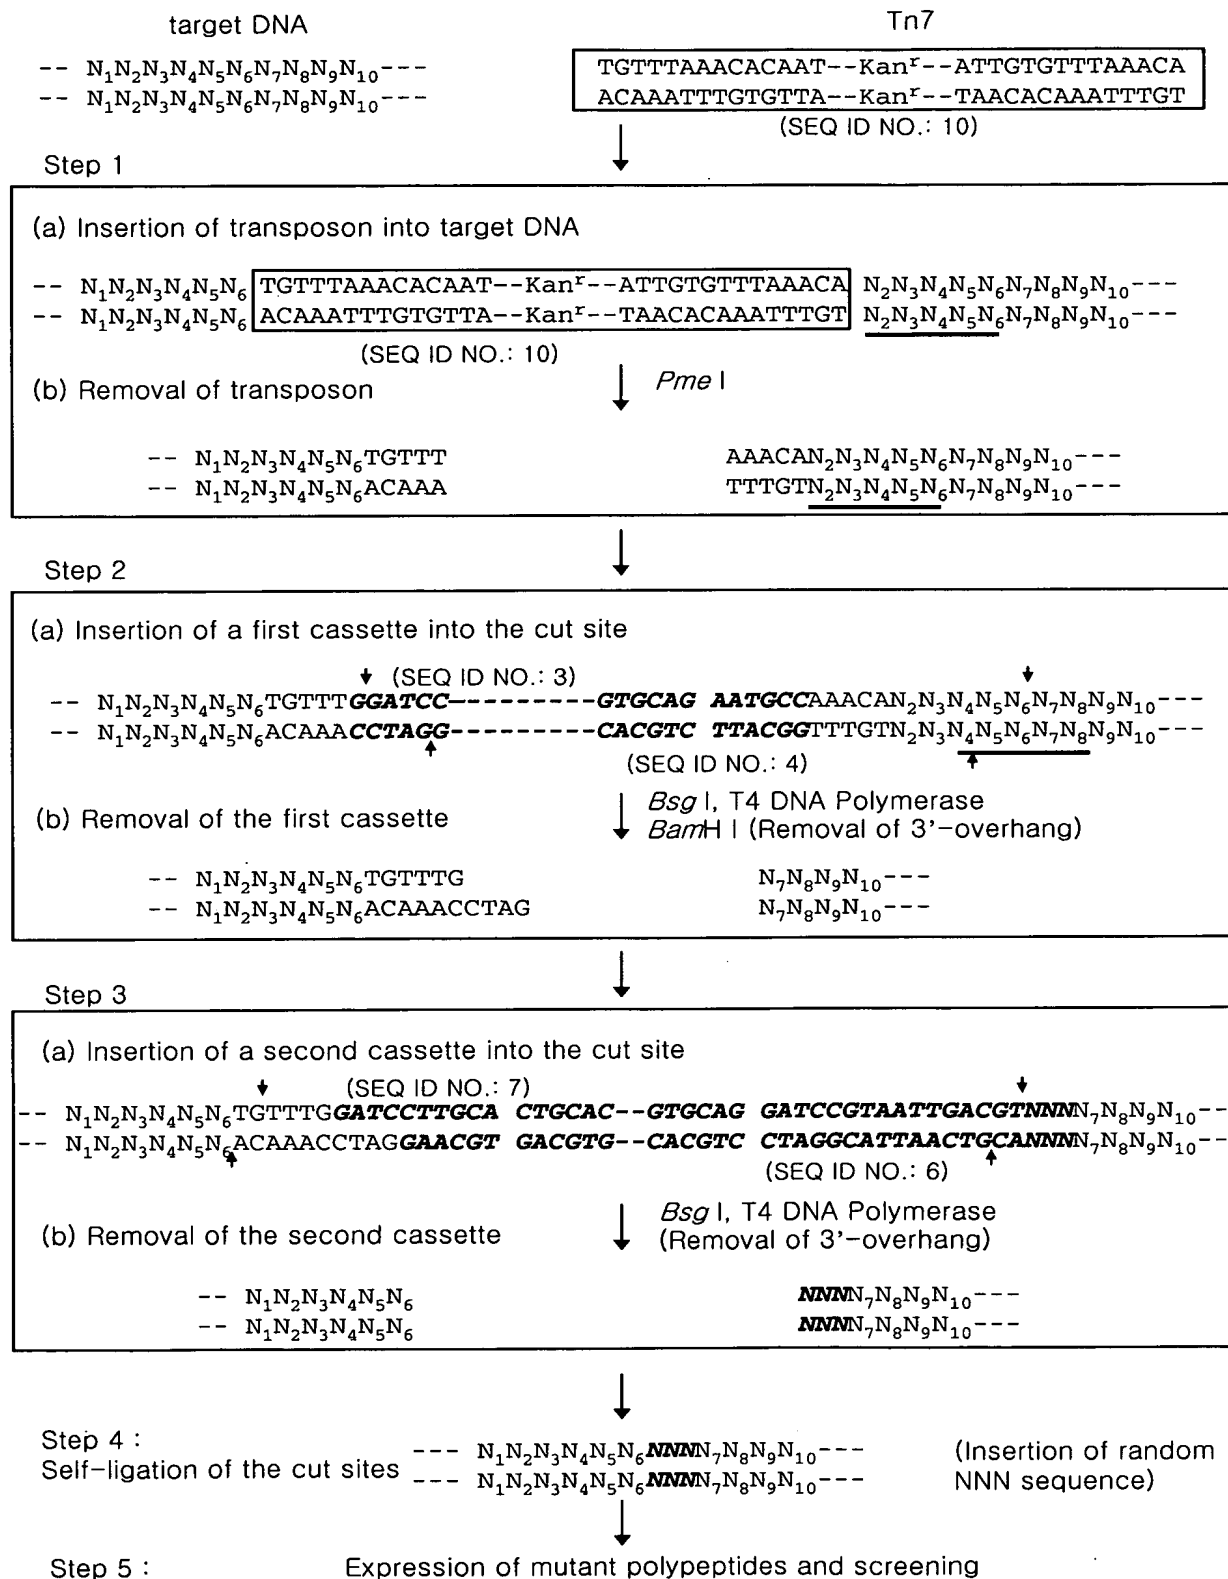 target DNA
Tn7
-- N1N2N3N4N5N6N7N8N9N10---
-- N1N2N3N4N5N6N7N8N9N10---
TGTTTAAACACAAT--Kanr--ATTGTGTTTAAACA
ACAAATTTGTGTTA--Kanr--TAACACAAATTTGT
(SEQ ID NO.: 10)
Step 1
(a) Insertion of transposon into target DNA
-- N1N2N3N4N5N6 TGTTTAAACACAAT--Kanr--ATTGTGTTTAAACA N2N3N4N5N6N7N8N9N10---
-- N1N2N3N4N5N6 ACAAATTTGTGTTA--Kanr--TAACACAAATTTGT N2N3N4N5N6N7N8N9N10---
(SEQ ID NO.: 10)
(b) Removal of transposon
Pme I
-- N1N2N3N4N5N6TGTTT AAACAN2N3N4N5N6N7N8N9N10---
-- N1N2N3N4N5N6ACAAA TTTGTN2N3N4N5N6N7N8N9N10---
Step 2
(a) Insertion of a first cassette into the cut site
(SEQ ID NO.: 3)
-- N1N2N3N4N5N6TGTTTGGATCC---------GTGCAG AATGCCAAACAN2N3N4N5N6N7N8N9N10---
-- N1N2N3N4N5N6ACAAACCTAGG---------CACGTC TTACGGTTTGTN2N3N4N5N6N7N8N9N10---
(SEQ ID NO.: 4)
(b) Removal of the first cassette
Bsg I, T4 DNA Polymerase
BamH I (Removal of 3'-overhang)
-- N1N2N3N4N5N6TGTTTG N7N8N9N10---
-- N1N2N3N4N5N6ACAAACCTAG N7N8N9N10---
Step 3
(a) Insertion of a second cassette into the cut site
(SEQ ID NO.: 7)
-- N1N2N3N4N5N6TGTTTGGATCCTTGCA CTGCAC--GTGCAG GATCCGTAATTGACGTNNNN7N8N9N10---
-- N1N2N3N4N5N6ACAAACCTAGGAACGT GACGTG--CACGTC CTAGGCATTAACTGCANNNN7N8N9N10---
(SEQ ID NO.: 6)
(b) Removal of the second cassette
Bsg I, T4 DNA Polymerase
(Removal of 3'-overhang)
-- N1N2N3N4N5N6 NNNN7N8N9N10---
-- N1N2N3N4N5N6 NNNN7N8N9N10---
Step 4 :
Self-ligation of the cut sites
--- N1N2N3N4N5N6NNNN7N8N9N10---
--- N1N2N3N4N5N6NNNN7N8N9N10---
(Insertion of random
NNN sequence)
Step 5 : Expression of mutant polypeptides and screening